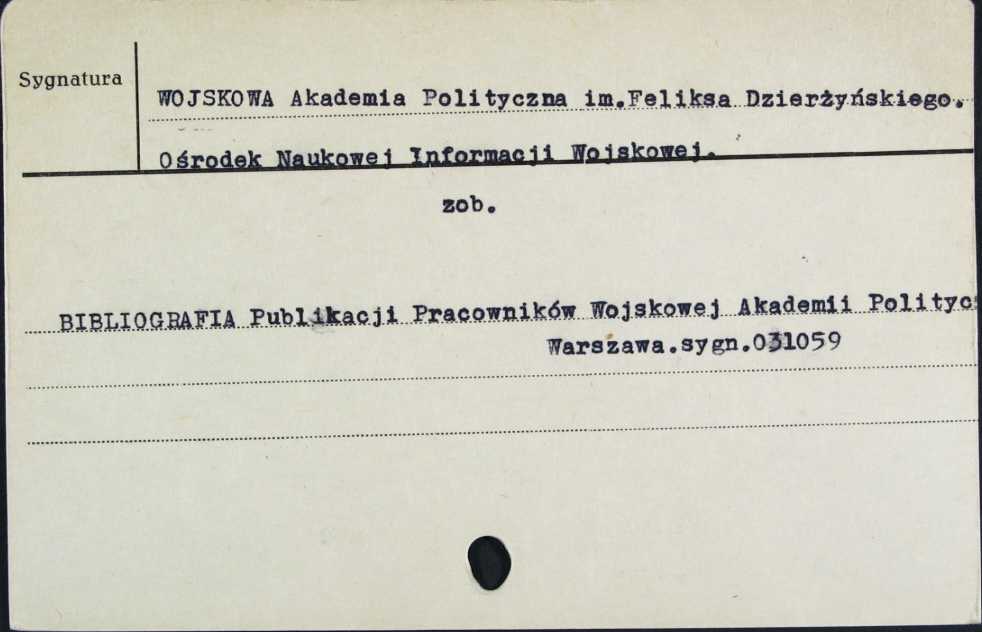 Sygnatura
WOJSKOWA Akademia Polityczna im.Feliksa Dzierżyńskiego.
Ośrodek Naukowej Informacji Wojskowej.
zob.
BIBLIOGRAFIA Publikacji Pracowników Wojskowej Akademii Polityc
Warszawa.sygn.031059